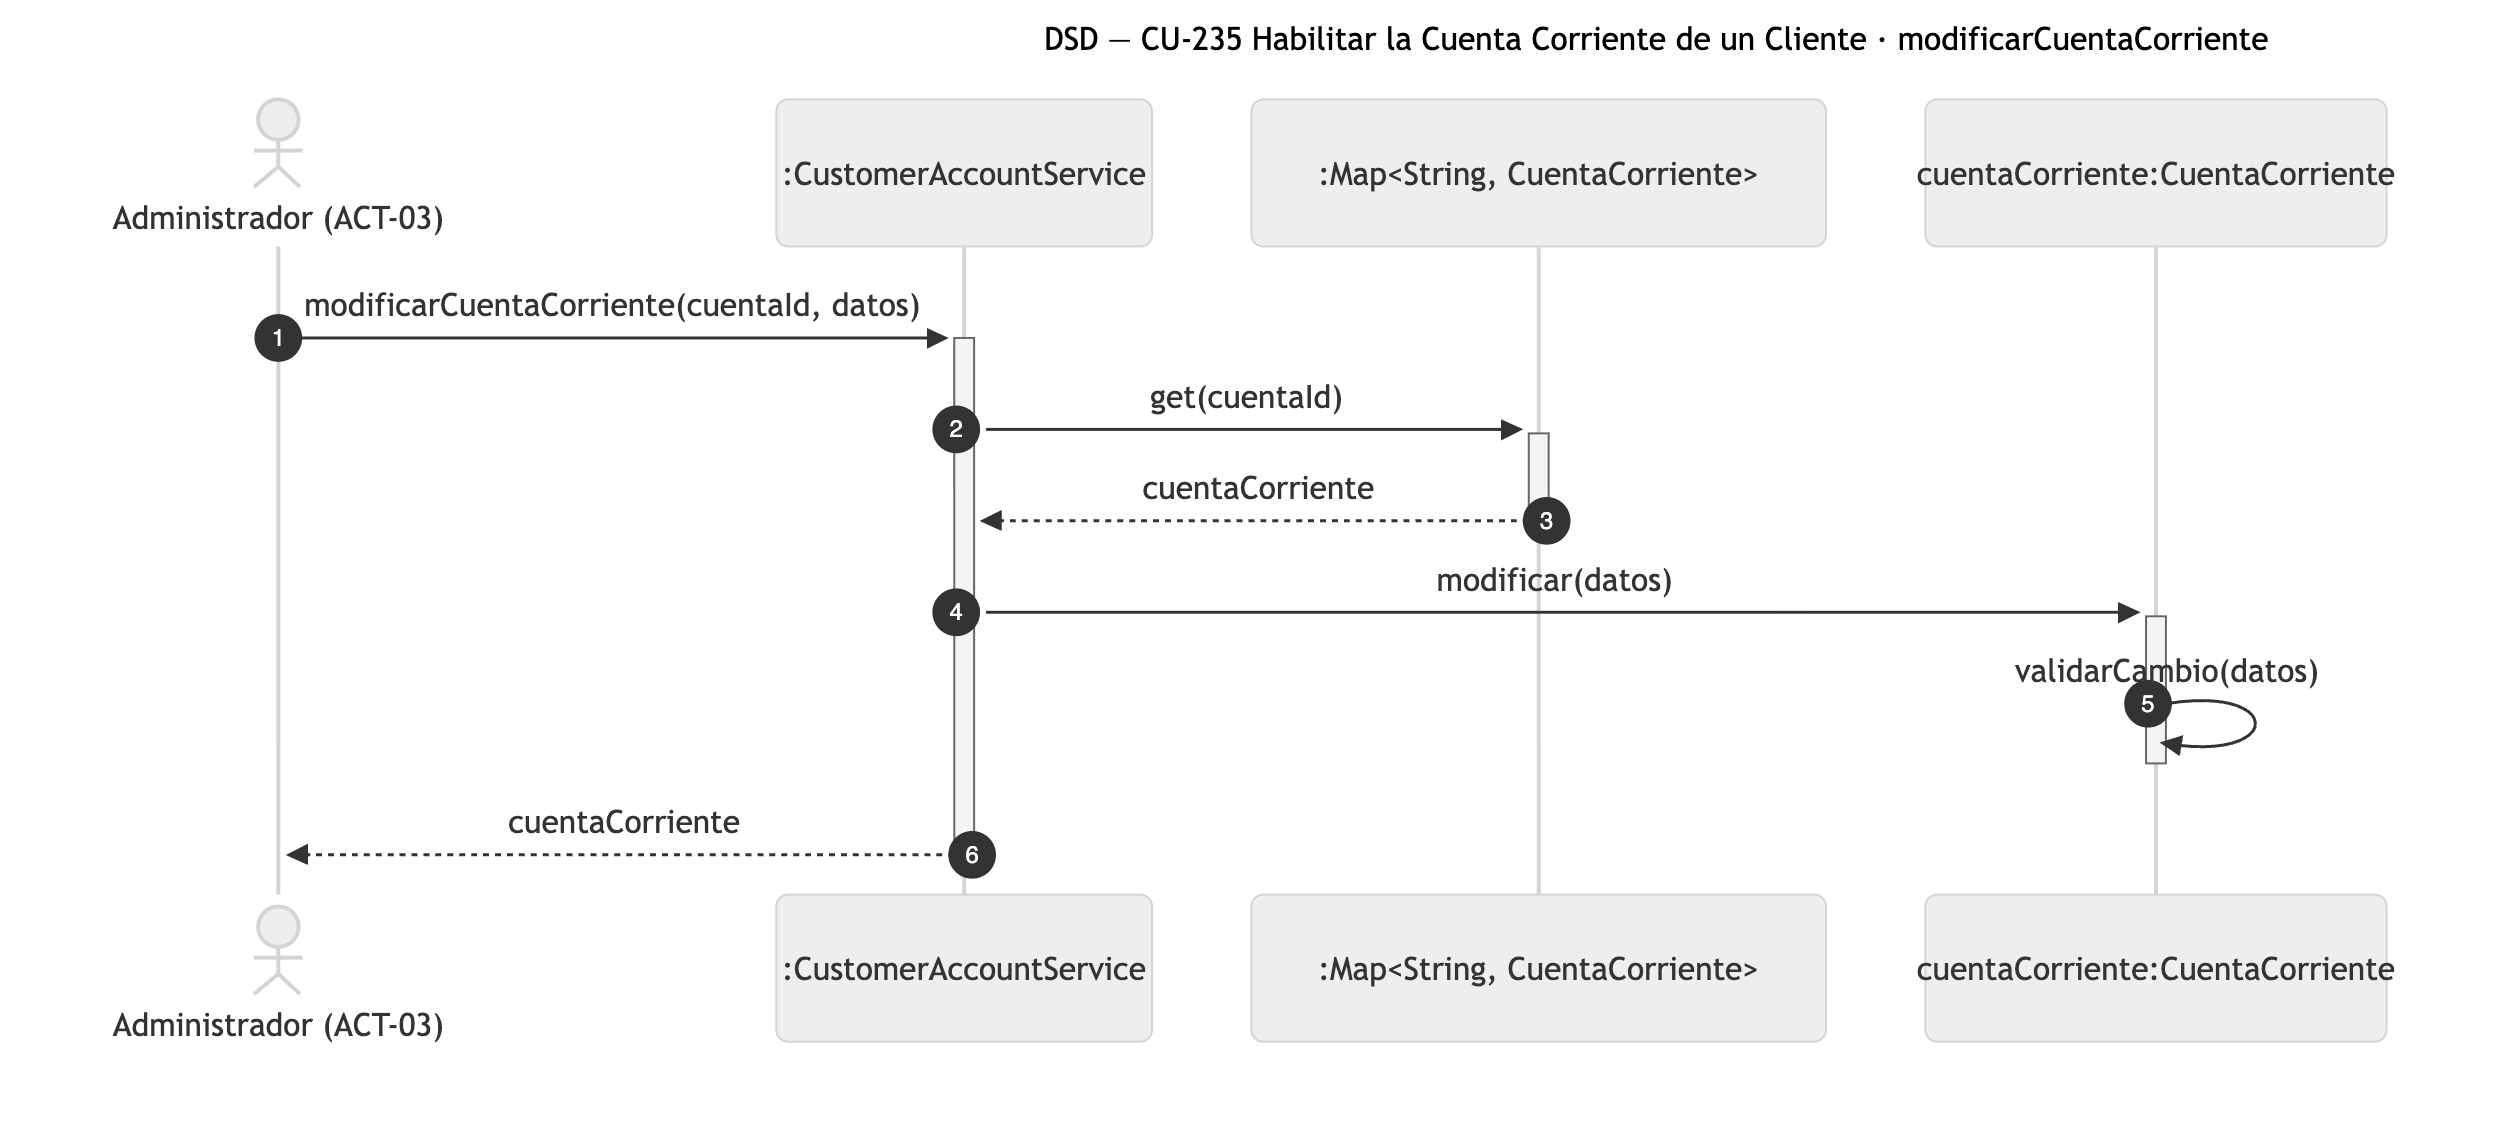 DSD — CU-235 Habilitar la Cuenta Corriente de un Cliente · modificarCuentaCorriente
Administrador (ACT-03)
:CustomerAccountService
:Map<String, CuentaCorriente>
cuentaCorriente:CuentaCorriente
modificarCuentaCorriente(cuentaId, datos)
1
get(cuentaId)
2
cuentaCorriente
3
modificar(datos)
4
validarCambio(datos)
5
cuentaCorriente
6
:CustomerAccountService
:Map<String, CuentaCorriente>
cuentaCorriente:CuentaCorriente
Administrador (ACT-03)